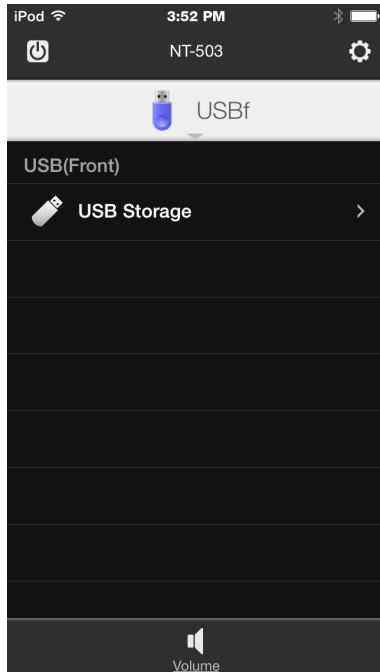 iPod 3:52 PM
NT-503
USBf
USB(Front)
USB Storage
Volume